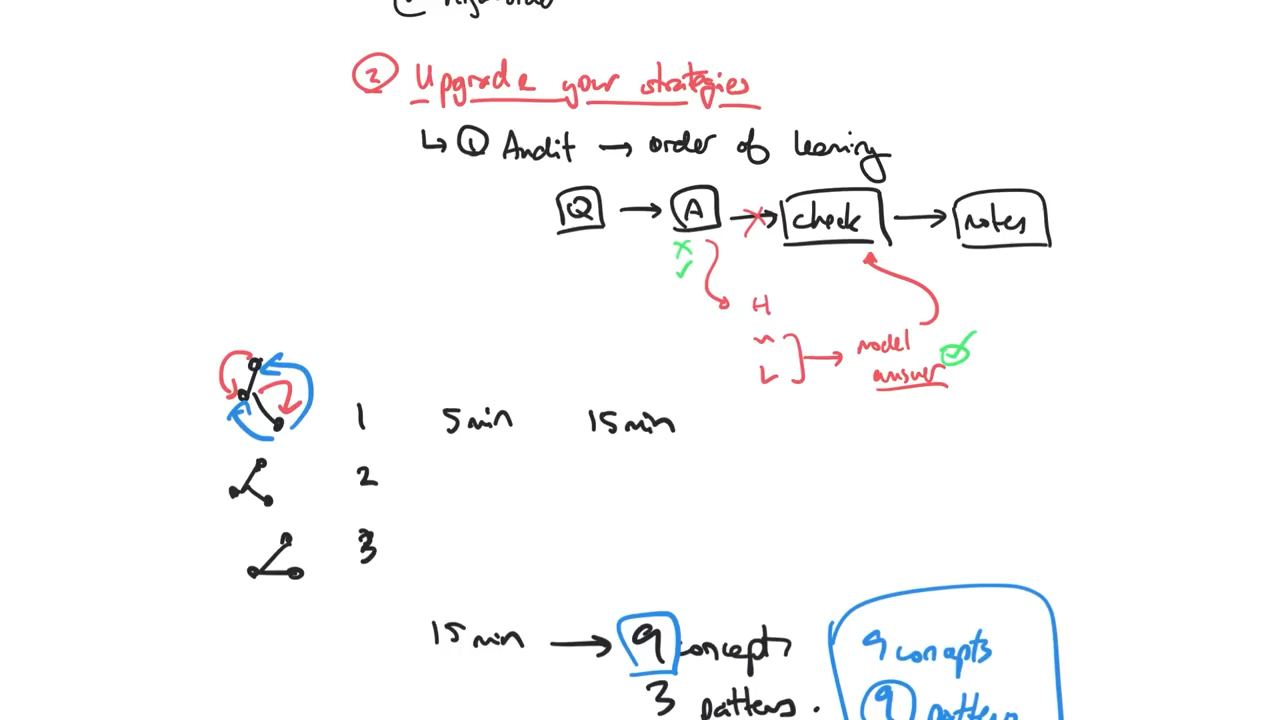 ② Upgrade your strategies
↳ ① Audit → order of learning
Q → A → check → notes
x
✓
H
M
L
model
answer ✓
1 5 min 15 min
2
3
15 min → 9 concepts
3 patterns.
9 concepts
9 patterns